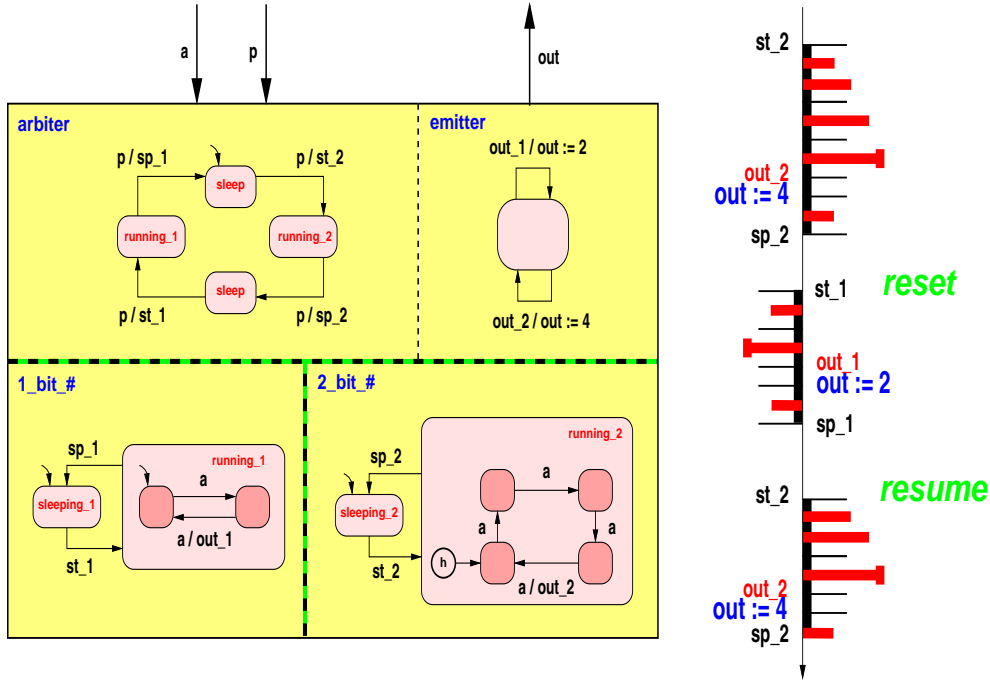 a
p
out
arbiter
emitter
p / sp_1
p / st_2
sleep
running_1
running_2
sleep
p / st_1
p / sp_2
out_1 / out := 2
out_2 / out := 4
1_bit_#
sp_1
running_1
sleeping_1
a
a / out_1
st_1
2_bit_#
running_2
sp_2
sleeping_2
a
a
a
h
st_2
a / out_2
st_2
out_2
out := 4
sp_2
st_1
reset
out_1
out := 2
sp_1
st_2
resume
out_2
out := 4
sp_2